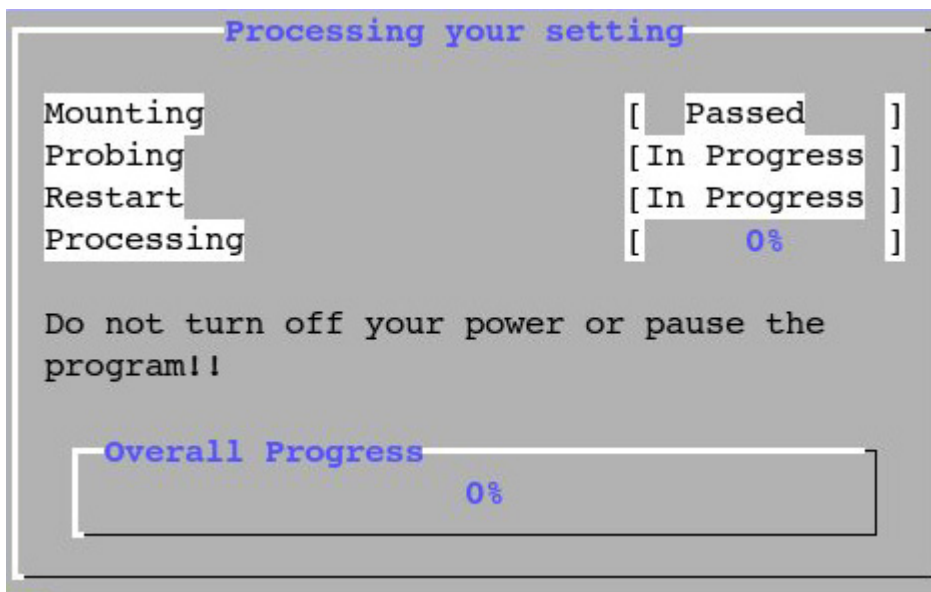 Processing your setting
Mounting [ Passed ]
Probing [In Progress ]
Restart [In Progress ]
Processing [ 0% ]
Do not turn off your power or pause the
program!!
Overall Progress
0%